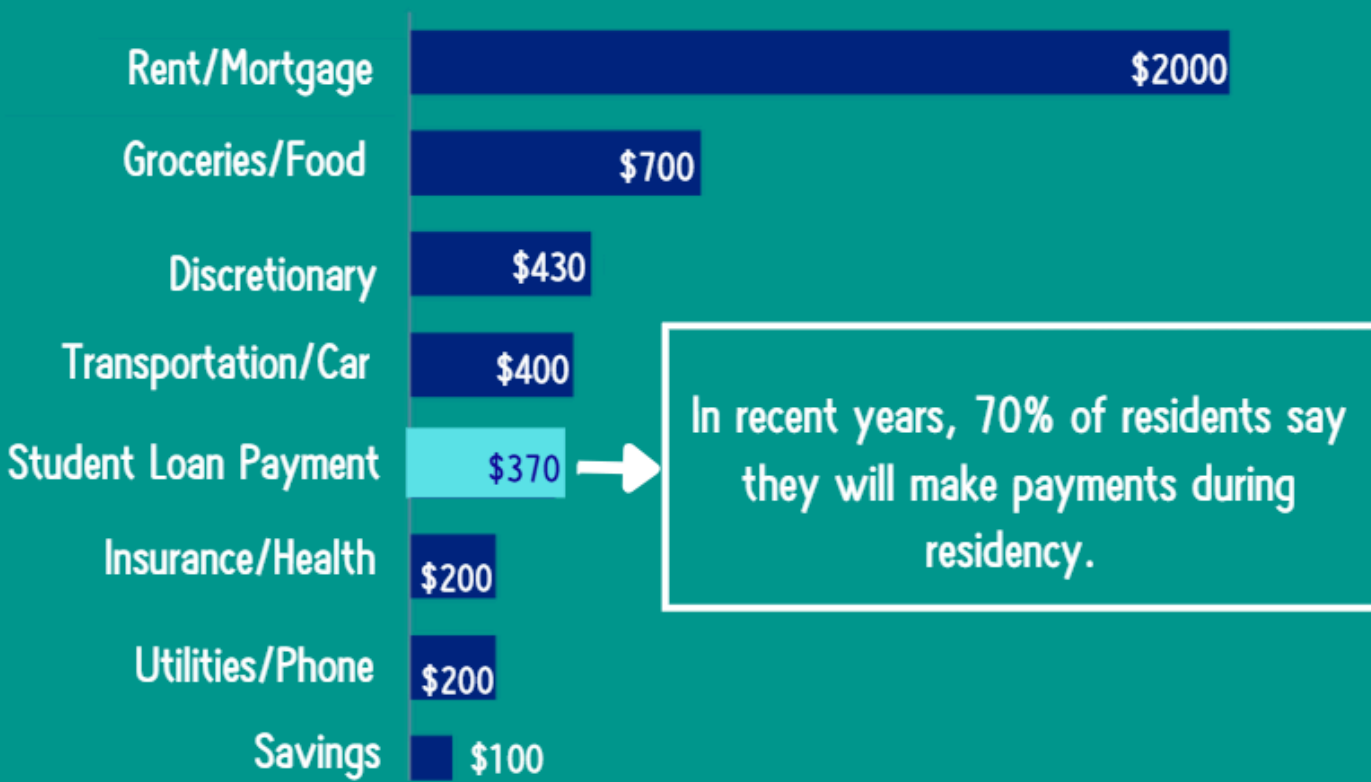 Rent/Mortgage $2000
Groceries/Food $700
Discretionary $430
Transportation/Car $400
Student Loan Payment $370
In recent years, 70% of residents say
they will make payments during
residency.
Insurance/Health $200
Utilities/Phone $200
Savings $100